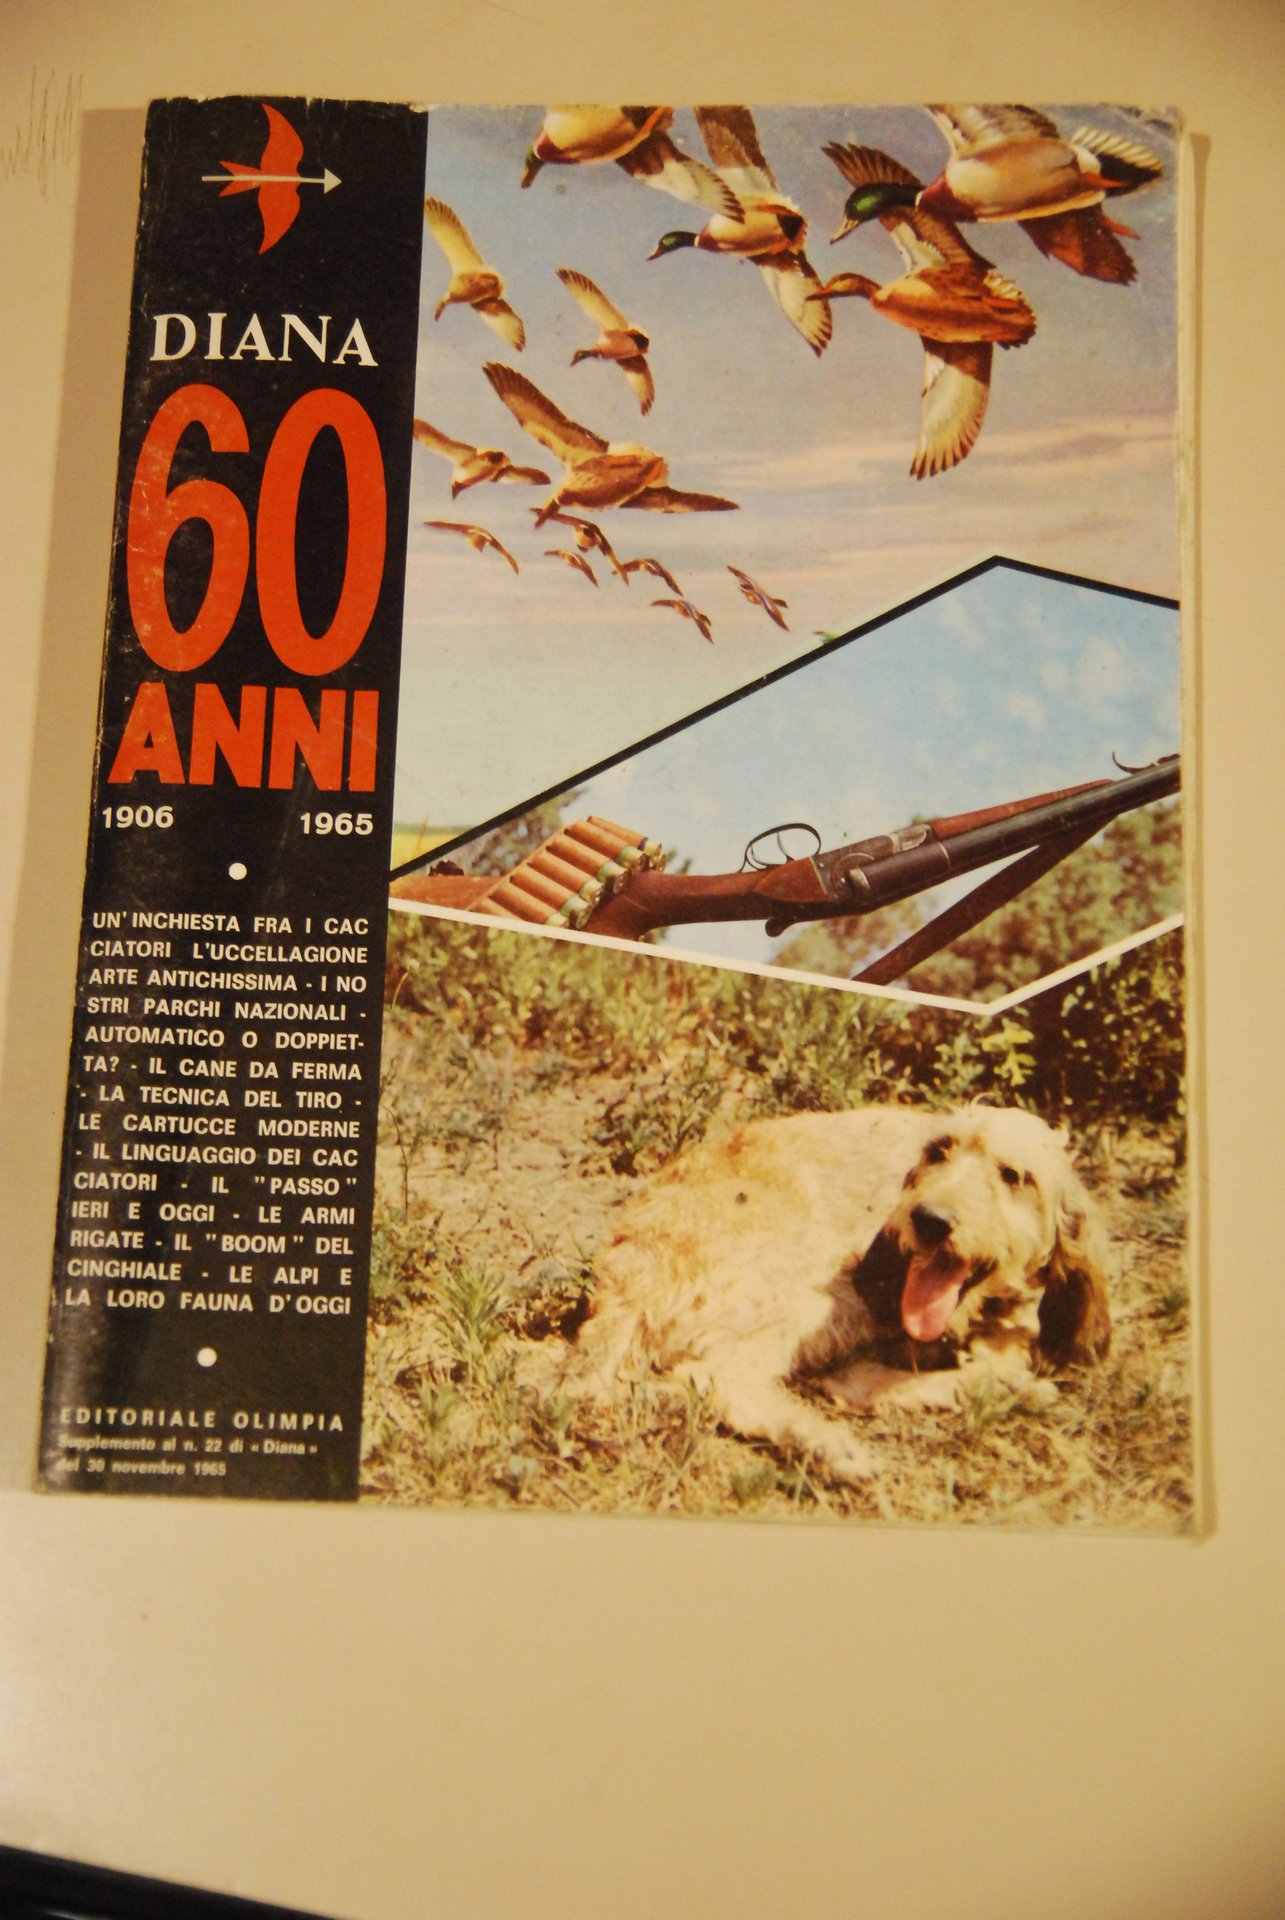 DIANA
60
ANNI
1906 1965
UN'INCHIESTA FRA I CAC
CIATORI L'UCCELLAGIONE
ARTE ANTICHISSIMA - I NO
STRI PARCHI NAZIONALI -
AUTOMATICO O DOPPIET-
TA? - IL CANE DA FERMA
- LA TECNICA DEL TIRO -
LE CARTUCCE MODERNE
- IL LINGUAGGIO DEI CAC
CIATORI - IL "PASSO"
IERI E OGGI - LE ARMI
RIGATE - IL "BOOM" DEL
CINGHIALE - LE ALPI E
LA LORO FAUNA D'OGGI
EDITORIALE OLIMPIA
Supplemento al n. 22 di « Diana »
del 30 novembre 1965